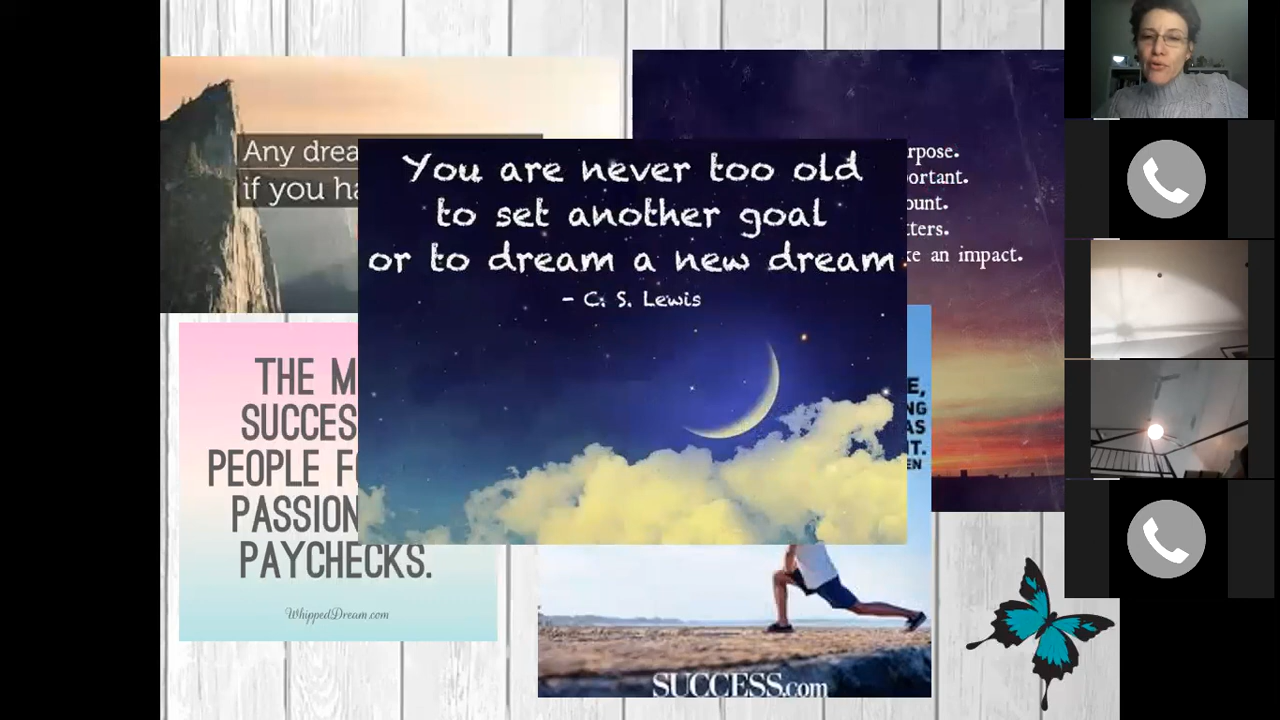 Any drea
if you ha
You are never too old
to set another goal
or to dream a new dream
- C. S. Lewis
rpose.
ortant.
ount.
tters.
ke an impact.
THE M
SUCCES
PEOPLE FO
PASSION
PAYCHECKS.
WhippedDream.com
E,
NG
AS
T.
EN
SUCCESS.com